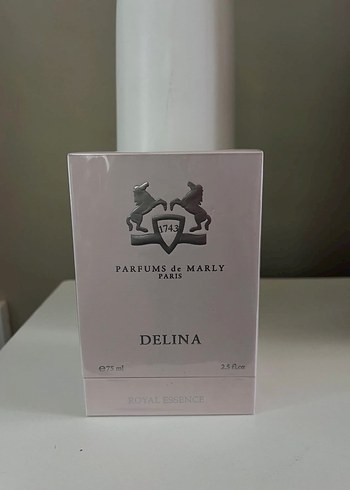 1743
PARFUMS de MARLY
PARIS
DELINA
℮75 ml 2.5 fl.oz
ROYAL ESSENCE